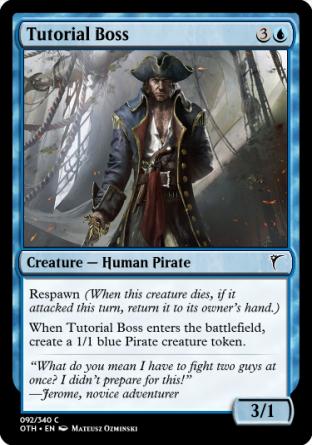 Tutorial Boss 3
Creature — Human Pirate
Respawn (When this creature dies, if it
attacked this turn, return it to its owner's hand.)
When Tutorial Boss enters the battlefield,
create a 1/1 blue Pirate creature token.
"What do you mean I have to fight two guys at
once? I didn't prepare for this!"
—Jerome, novice adventurer
3/1
092/340 C
OTH • EN Mateus Ozminski